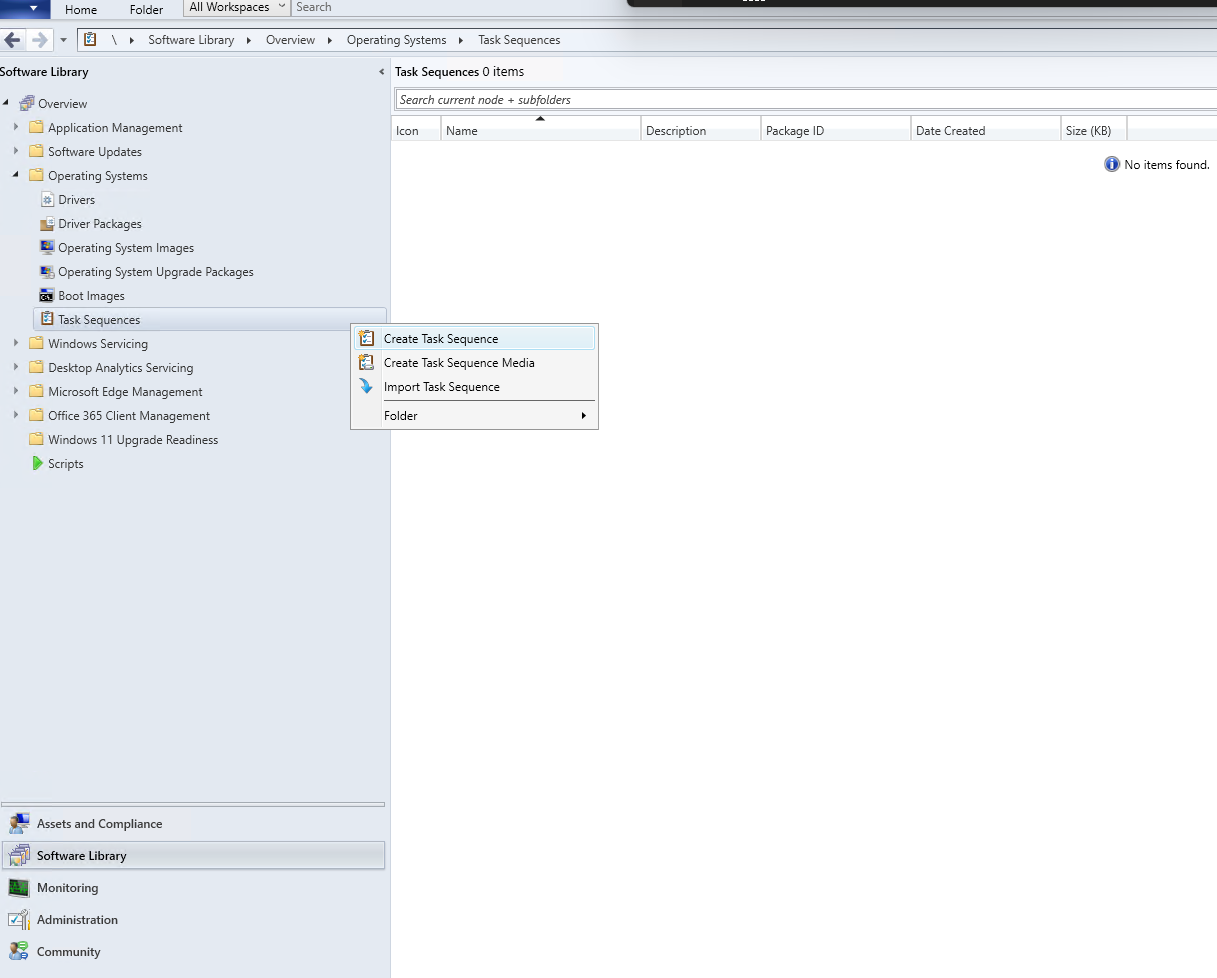 Home Folder All Workspaces Search
\ Software Library Overview Operating Systems Task Sequences
Software Library
Overview
Application Management
Software Updates
Operating Systems
Drivers
Driver Packages
Operating System Images
Operating System Upgrade Packages
Boot Images
Task Sequences
Windows Servicing
Desktop Analytics Servicing
Microsoft Edge Management
Office 365 Client Management
Windows 11 Upgrade Readiness
Scripts
Assets and Compliance
Software Library
Monitoring
Administration
Community
Task Sequences 0 items
Search current node + subfolders
Icon Name Description Package ID Date Created Size (KB)
No items found.
Create Task Sequence
Create Task Sequence Media
Import Task Sequence
Folder